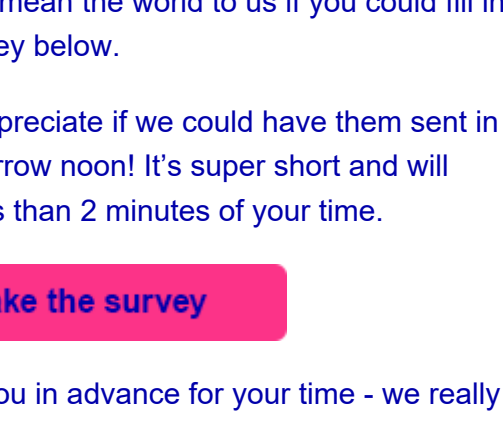 mean the world to us if you could fill in
ey below.
preciate if we could have them sent in
rrow noon! It’s super short and will
s than 2 minutes of your time.
ake the survey
ou in advance for your time - we really